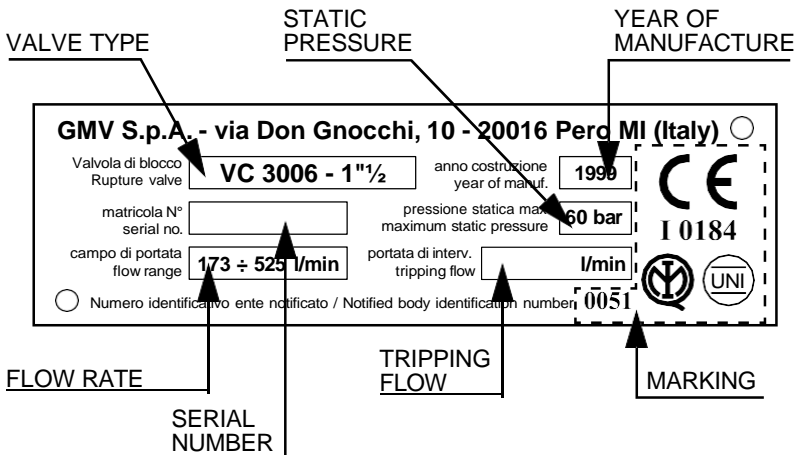 STATIC
PRESSURE
YEAR OF
MANUFACTURE
VALVE TYPE
GMV S.p.A. - via Don Gnocchi, 10 - 20016 Pero MI (Italy)
Valvola di blocco
Rupture valve
VC 3006 - 1"½
anno costruzione
year of manuf.
1999
CE
matricola N°
serial no.
pressione statica max
maximum static pressure
60 bar
I 0184
campo di portata
flow range
173 ÷ 525 l/min
portata di interv.
tripping flow
l/min
UNI
Numero identificativo ente notificato / Notified body identification number
0051
FLOW RATE
TRIPPING
FLOW
MARKING
SERIAL
NUMBER